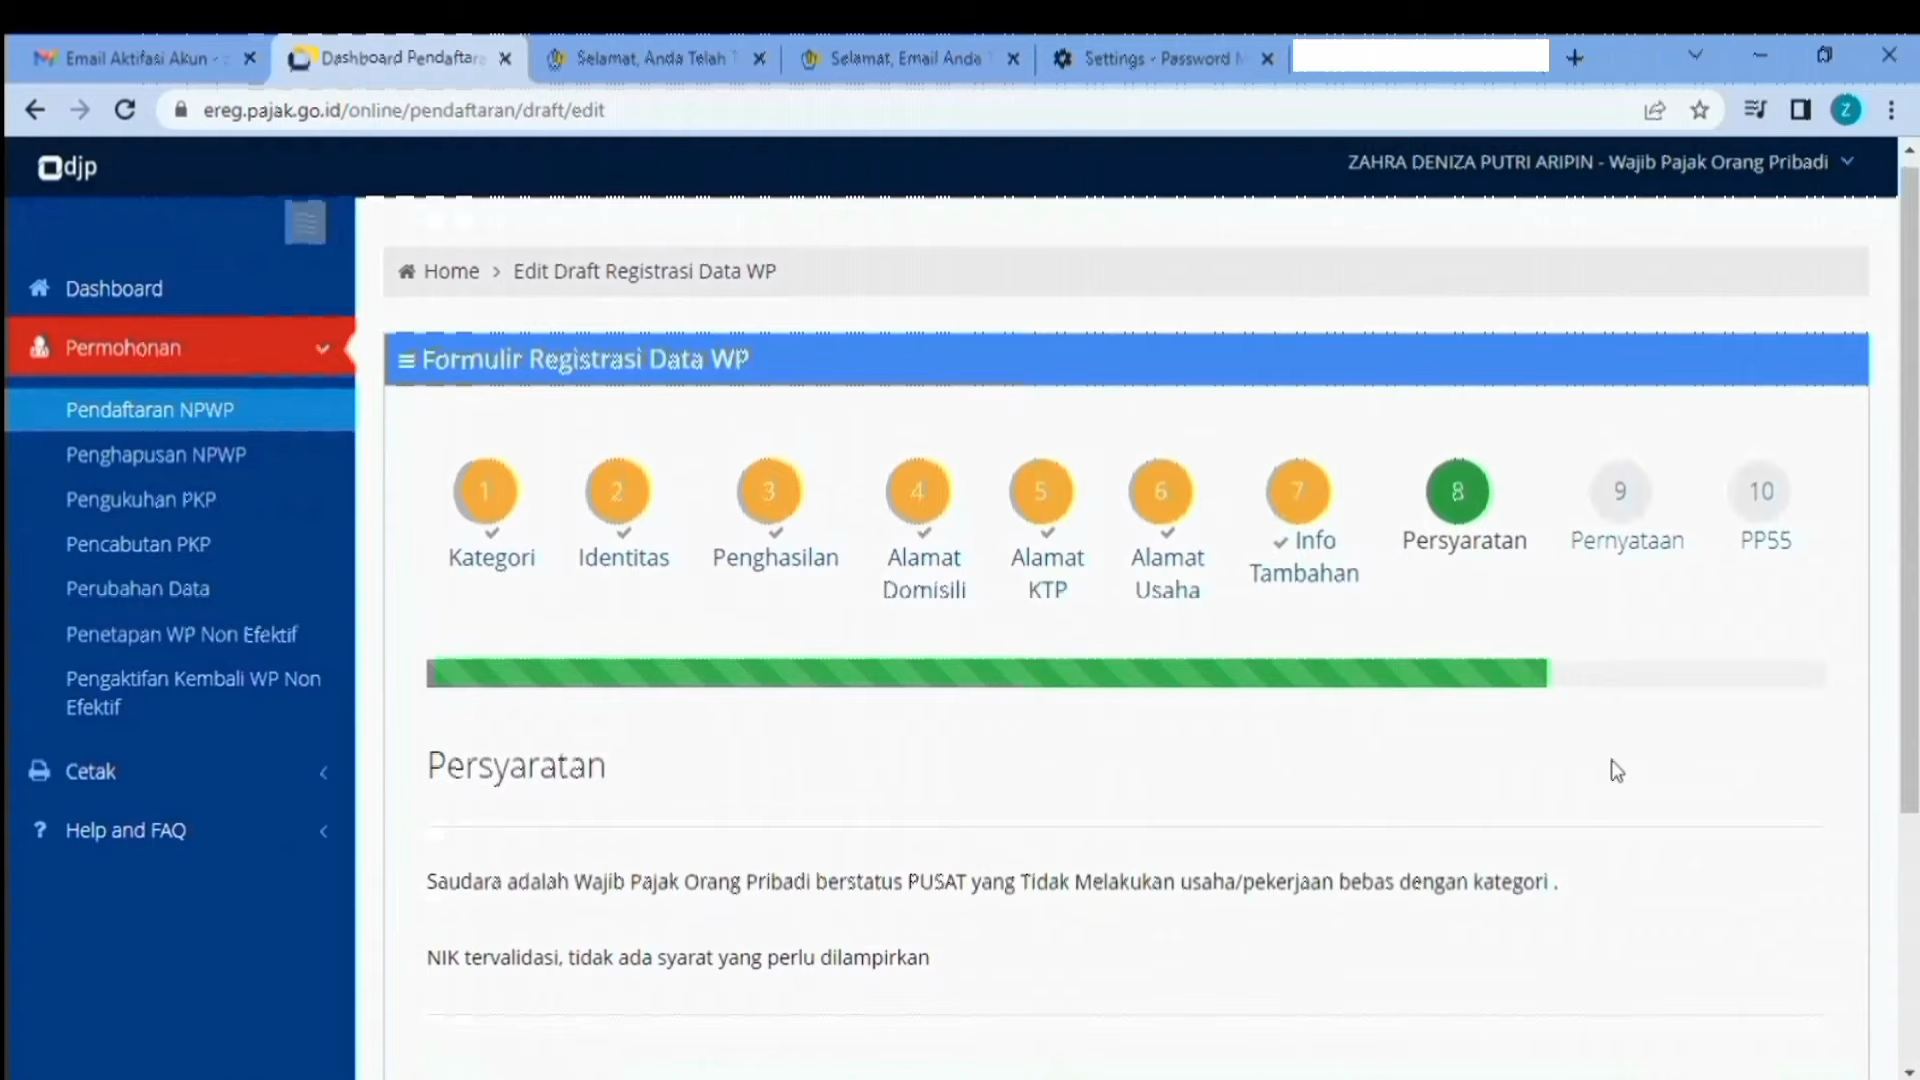 Email Aktifasi Akun -
Dashboard Pendaftar
Selamat, Anda Telah
Selamat, Email Anda
Settings - Password
ereg.pajak.go.id/online/pendaftaran/draft/edit
Z
djp
ZAHRA DENIZA PUTRI ARIPIN - Wajib Pajak Orang Pribadi
Home > Edit Draft Registrasi Data WP
Dashboard
Permohonan
Pendaftaran NPWP
Penghapusan NPWP
Pengukuhan PKP
Pencabutan PKP
Perubahan Data
Penetapan WP Non Efektif
Pengaktifan Kembali WP Non
Efektif
Cetak
? Help and FAQ
Formulir Registrasi Data WP
1 2 3 4 5 6 7 8 9 10
Kategori
Identitas
Penghasilan
Alamat
Domisili
Alamat
KTP
Alamat
Usaha
Info
Tambahan
Persyaratan
Pernyataan
PP55
Persyaratan
Saudara adalah Wajib Pajak Orang Pribadi berstatus PUSAT yang Tidak Melakukan usaha/pekerjaan bebas dengan kategori .
NIK tervalidasi, tidak ada syarat yang perlu dilampirkan